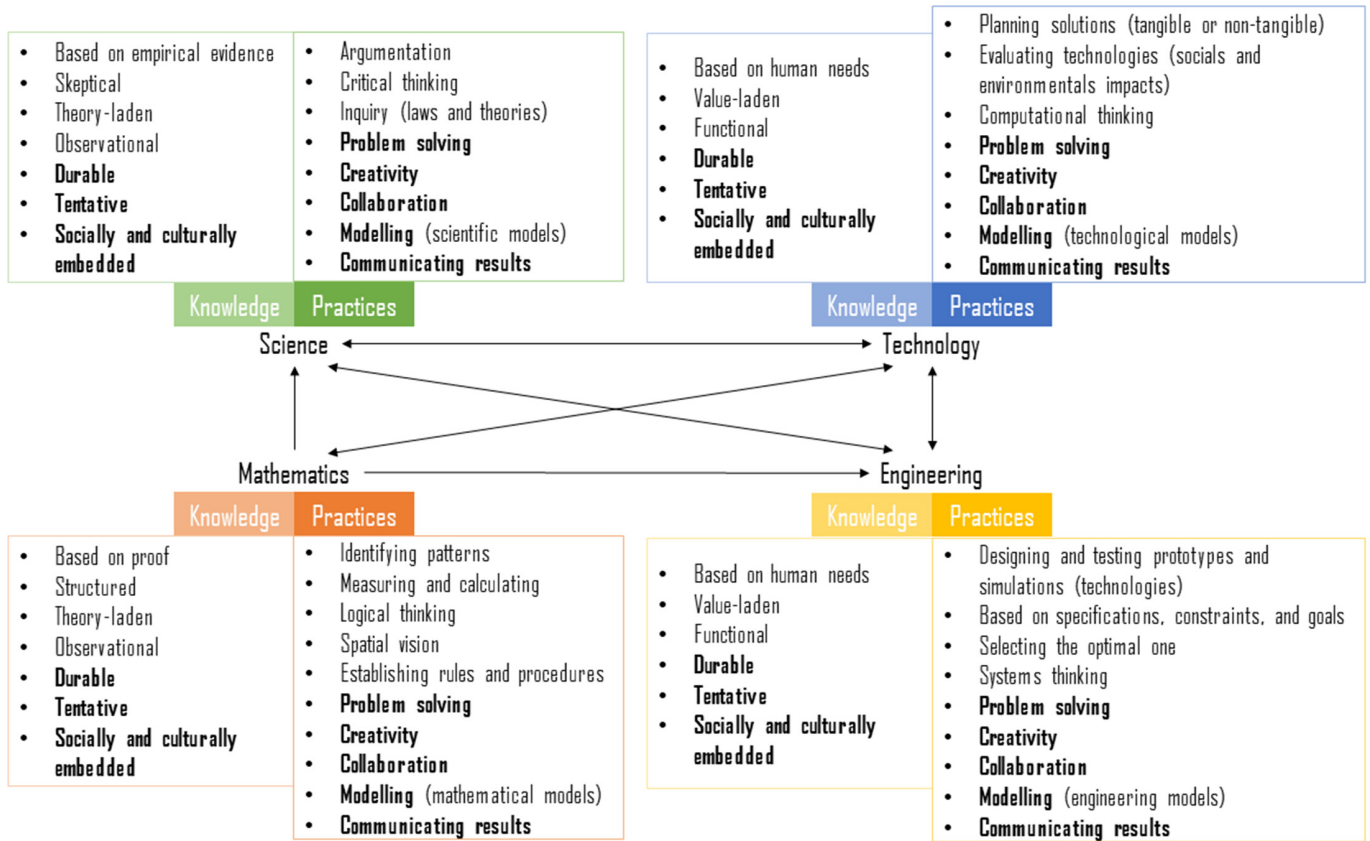 • Based on empirical evidence
• Skeptical
• Theory-laden
• Observational
• Durable
• Tentative
• Socially and culturally
embedded
• Argumentation
• Critical thinking
• Inquiry (laws and theories)
• Problem solving
• Creativity
• Collaboration
• Modelling (scientific models)
• Communicating results
Knowledge Practices
Science
• Based on human needs
• Value-laden
• Functional
• Durable
• Tentative
• Socially and culturally
embedded
• Planning solutions (tangible or non-tangible)
• Evaluating technologies (socials and
environmentals impacts)
• Computational thinking
• Problem solving
• Creativity
• Collaboration
• Modelling (technological models)
• Communicating results
Knowledge Practices
Technology
Mathematics
Knowledge Practices
• Based on proof
• Structured
• Theory-laden
• Observational
• Durable
• Tentative
• Socially and culturally
embedded
• Identifying patterns
• Measuring and calculating
• Logical thinking
• Spatial vision
• Establishing rules and procedures
• Problem solving
• Creativity
• Collaboration
• Modelling (mathematical models)
• Communicating results
Engineering
Knowledge Practices
• Based on human needs
• Value-laden
• Functional
• Durable
• Tentative
• Socially and culturally
embedded
• Designing and testing prototypes and
simulations (technologies)
• Based on specifications, constraints, and goals
• Selecting the optimal one
• Systems thinking
• Problem solving
• Creativity
• Collaboration
• Modelling (engineering models)
• Communicating results